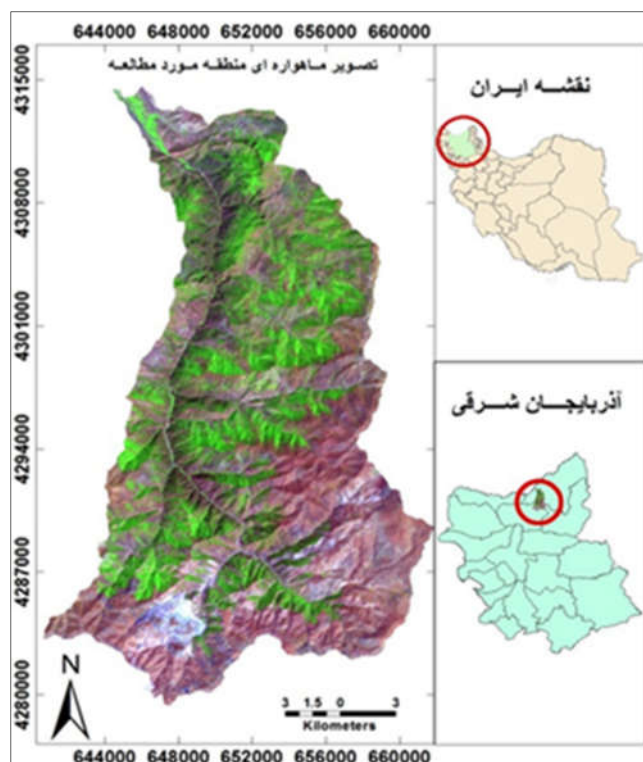 644000 648000 652000 656000 660000
تصویر ماهواره ای منطقه مورد مطالعه
نقشه ایران
4315000
4308000
4301000
4294000
4287000
4280000
آذربایجان شرقی
N
3 1.5 0 3
Kilometers
644000 648000 652000 656000 660000